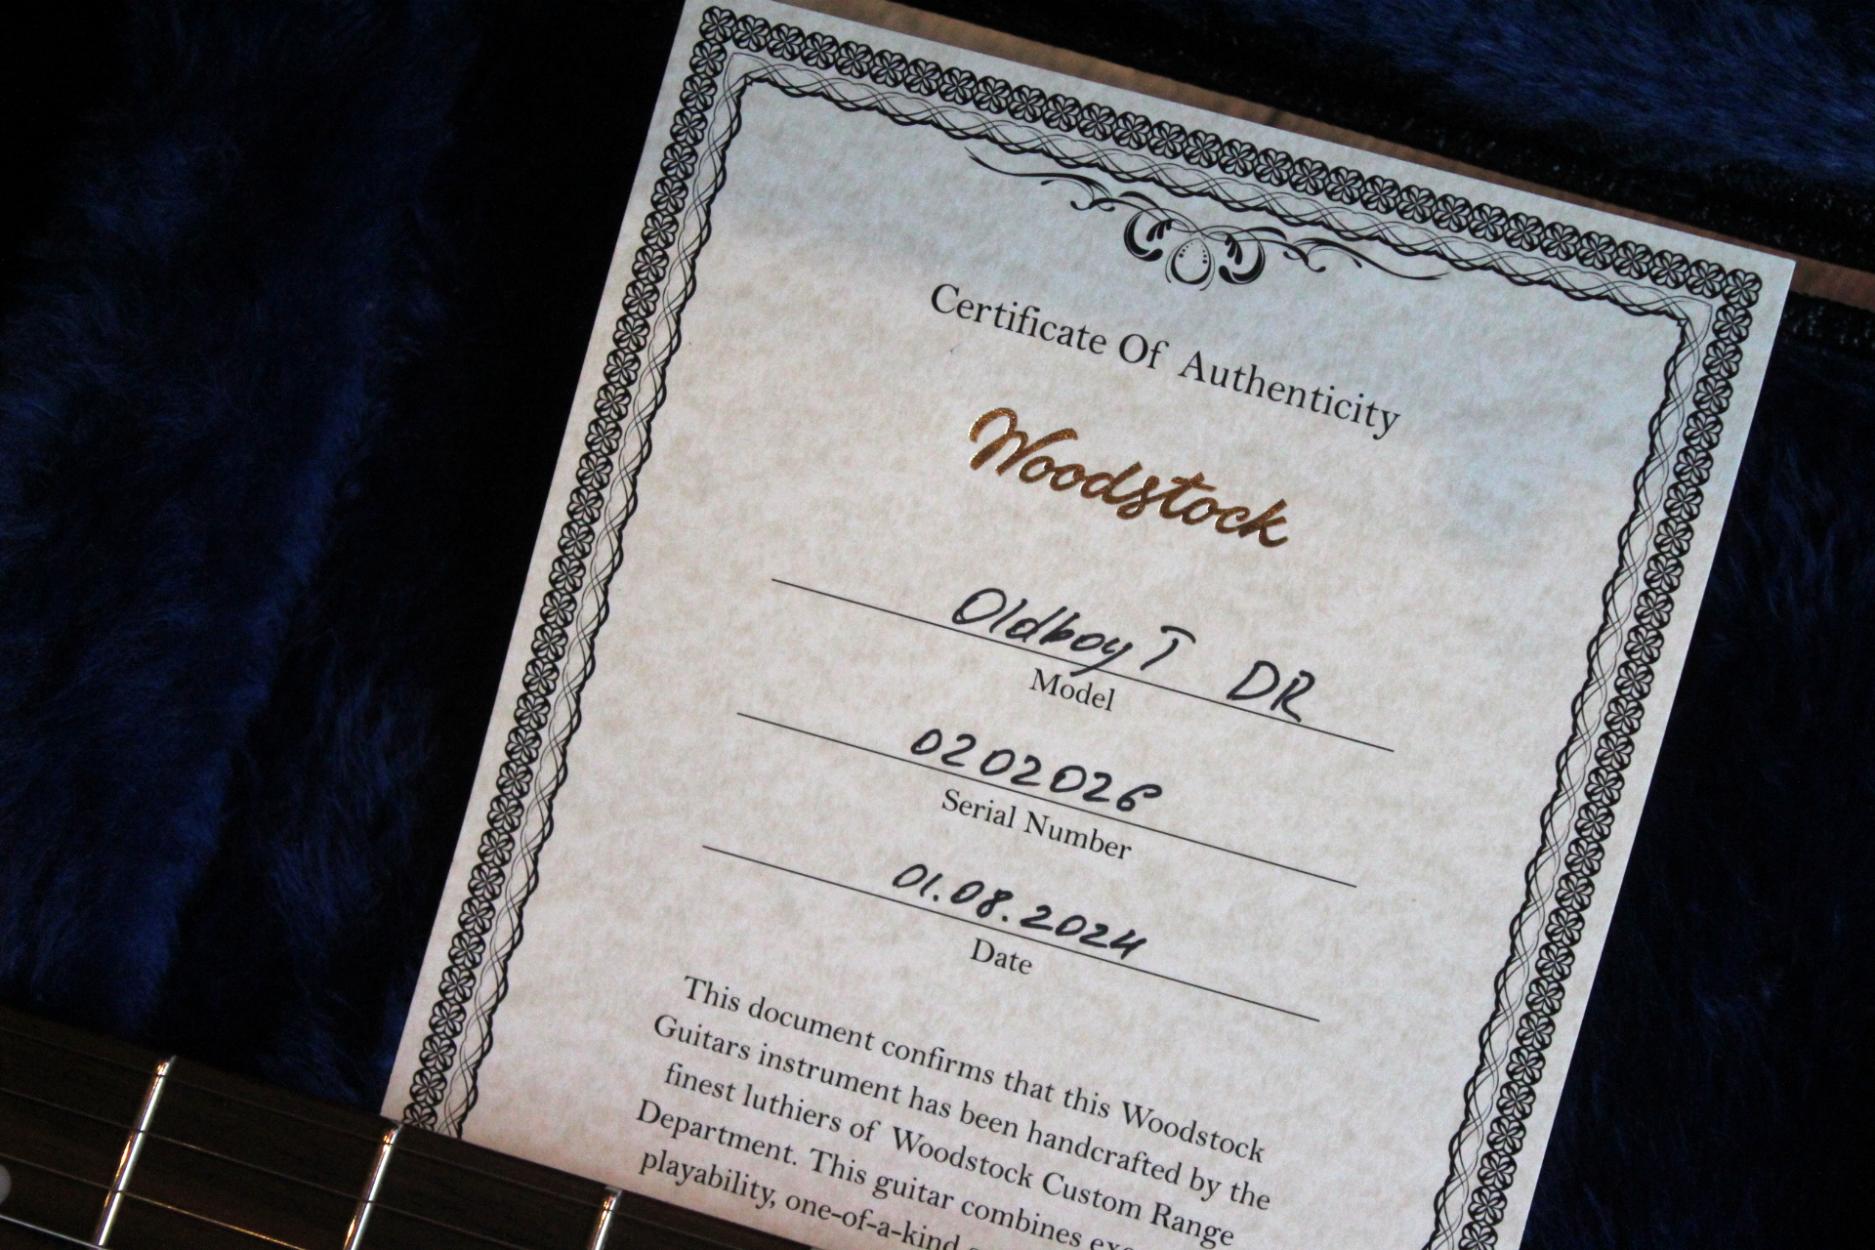 Certificate Of Authenticity
Woodstock
Oldboy T DR
Model
0202026
Serial Number
01.08.2024
Date
This document confirms that this Woodstock
Guitars instrument has been handcrafted by the
finest luthiers of Woodstock Custom Range
Department. This guitar combines
playability, one-of-a-kind